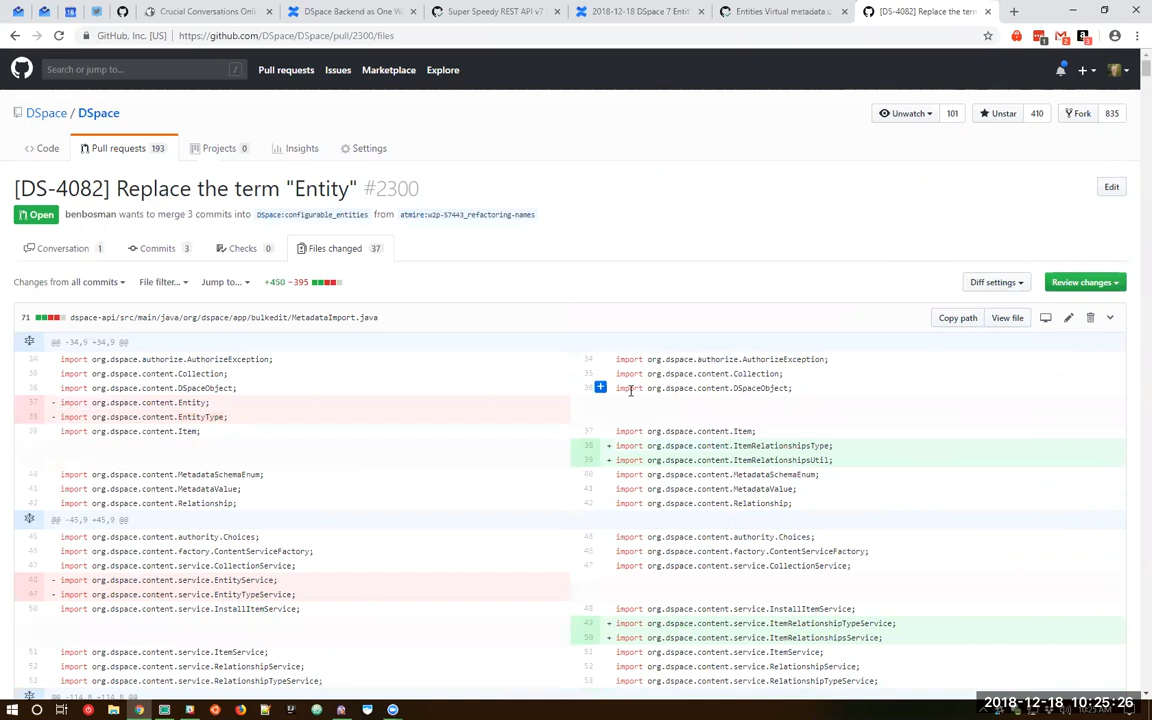 Crucial Conversations Onli
DSpace Backend as One W
Super Speedy REST API v7
2018-12-18 DSpace 7 Enti
Entities Virtual metadata u
[DS-4082] Replace the term
GitHub, Inc. [US] | https://github.com/DSpace/DSpace/pull/2300/files
Search or jump to... /
Pull requests Issues Marketplace Explore
DSpace / DSpace
Unwatch 101 Unstar 410 Fork 835
Code Pull requests 193 Projects 0 Insights Settings
[DS-4082] Replace the term "Entity" #2300
Edit
Open benbosman wants to merge 3 commits into DSpace:configurable_entities from atmire:w2p-57443_refactoring-names
Conversation 1 Commits 3 Checks 0 Files changed 37
Changes from all commits File filter... Jump to... +450 −395
Diff settings Review changes
71 dspace-api/src/main/java/org/dspace/app/bulkedit/MetadataImport.java
Copy path View file
@@ -34,9 +34,9 @@
34 import org.dspace.authorize.AuthorizeException; 34 import org.dspace.authorize.AuthorizeException;
35 import org.dspace.content.Collection; 35 import org.dspace.content.Collection;
36 import org.dspace.content.DSpaceObject; 36 import org.dspace.content.DSpaceObject;
37 - import org.dspace.content.Entity;
38 - import org.dspace.content.EntityType;
39 import org.dspace.content.Item; 37 import org.dspace.content.Item;
38 + import org.dspace.content.ItemRelationshipsType;
39 + import org.dspace.content.ItemRelationshipsUtil;
40 import org.dspace.content.MetadataSchemaEnum; 40 import org.dspace.content.MetadataSchemaEnum;
41 import org.dspace.content.MetadataValue; 41 import org.dspace.content.MetadataValue;
42 import org.dspace.content.Relationship; 42 import org.dspace.content.Relationship;
@@ -45,9 +45,9 @@
45 import org.dspace.content.authority.Choices; 45 import org.dspace.content.authority.Choices;
46 import org.dspace.content.factory.ContentServiceFactory; 46 import org.dspace.content.factory.ContentServiceFactory;
47 import org.dspace.content.service.CollectionService; 47 import org.dspace.content.service.CollectionService;
48 - import org.dspace.content.service.EntityService;
49 - import org.dspace.content.service.EntityTypeService;
50 import org.dspace.content.service.InstallItemService; 48 import org.dspace.content.service.InstallItemService;
49 + import org.dspace.content.service.ItemRelationshipTypeService;
50 + import org.dspace.content.service.ItemRelationshipsService;
51 import org.dspace.content.service.ItemService; 51 import org.dspace.content.service.ItemService;
52 import org.dspace.content.service.RelationshipService; 52 import org.dspace.content.service.RelationshipService;
53 import org.dspace.content.service.RelationshipTypeService; 53 import org.dspace.content.service.RelationshipTypeService;
2018-12-18 10:25:26